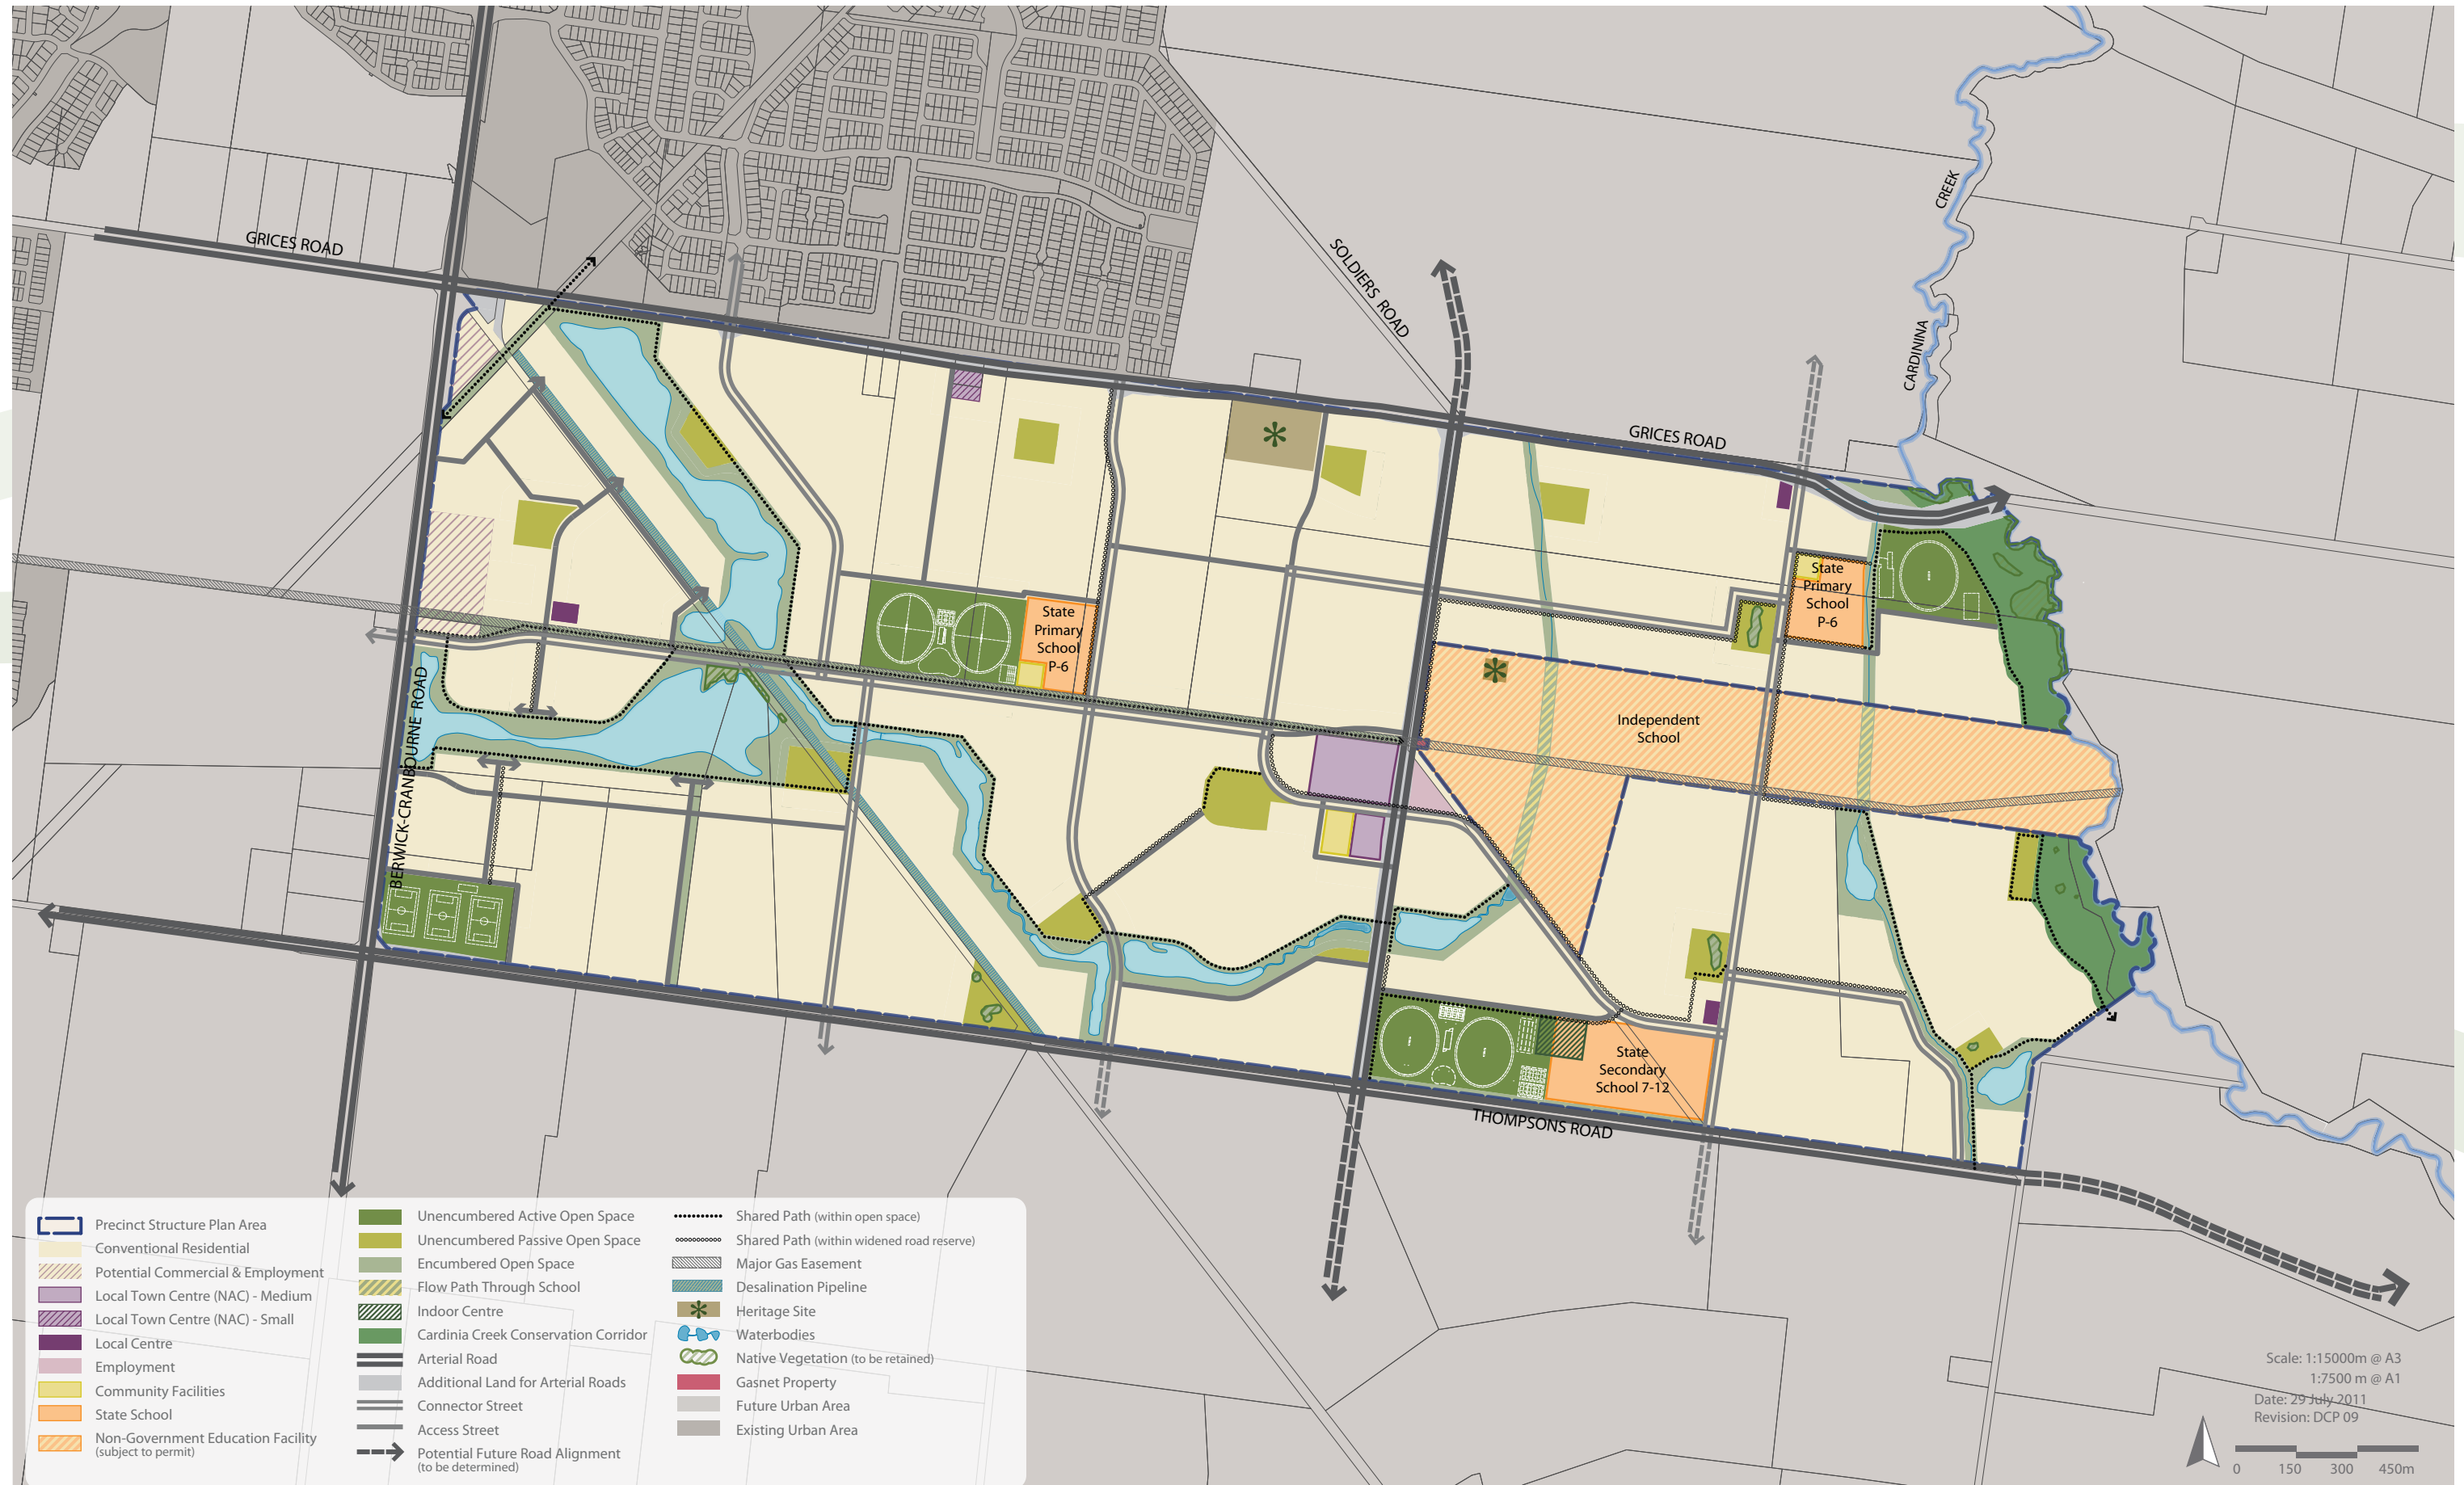 GRICES ROAD
SOLDIERS ROAD
CREEK
CARDININA
GRICES ROAD
State
Primary
School
P-6
State
Primary
School
P-6
BERWICK-CRANBOURNE ROAD
Independent
School
State
Secondary
School 7-12
THOMPSONS ROAD
Precinct Structure Plan Area
Conventional Residential
Potential Commercial & Employment
Local Town Centre (NAC) - Medium
Local Town Centre (NAC) - Small
Local Centre
Employment
Community Facilities
State School
Non-Government Education Facility
(subject to permit)
Unencumbered Active Open Space
Unencumbered Passive Open Space
Encumbered Open Space
Flow Path Through School
Indoor Centre
Cardinia Creek Conservation Corridor
Arterial Road
Additional Land for Arterial Roads
Connector Street
Access Street
Potential Future Road Alignment
(to be determined)
Shared Path (within open space)
Shared Path (within widened road reserve)
Major Gas Easement
Desalination Pipeline
Heritage Site
Waterbodies
Native Vegetation (to be retained)
Gasnet Property
Future Urban Area
Existing Urban Area
Scale: 1:15000m @ A3
1:7500 m @ A1
Date: 29 July 2011
Revision: DCP 09
0 150 300 450m